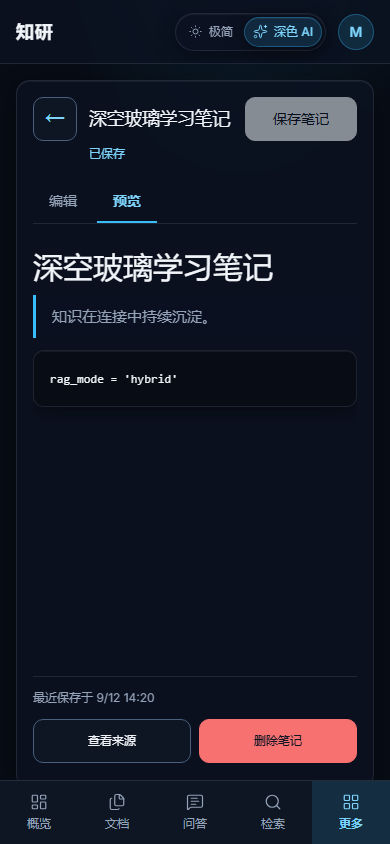 知研
极简
深色 AI
M
深空玻璃学习笔记
保存笔记
已保存
编辑
预览
深空玻璃学习笔记
知识在连接中持续沉淀。
rag_mode = 'hybrid'
最近保存于 9/12 14:20
查看来源
删除笔记
概览
文档
问答
检索
更多